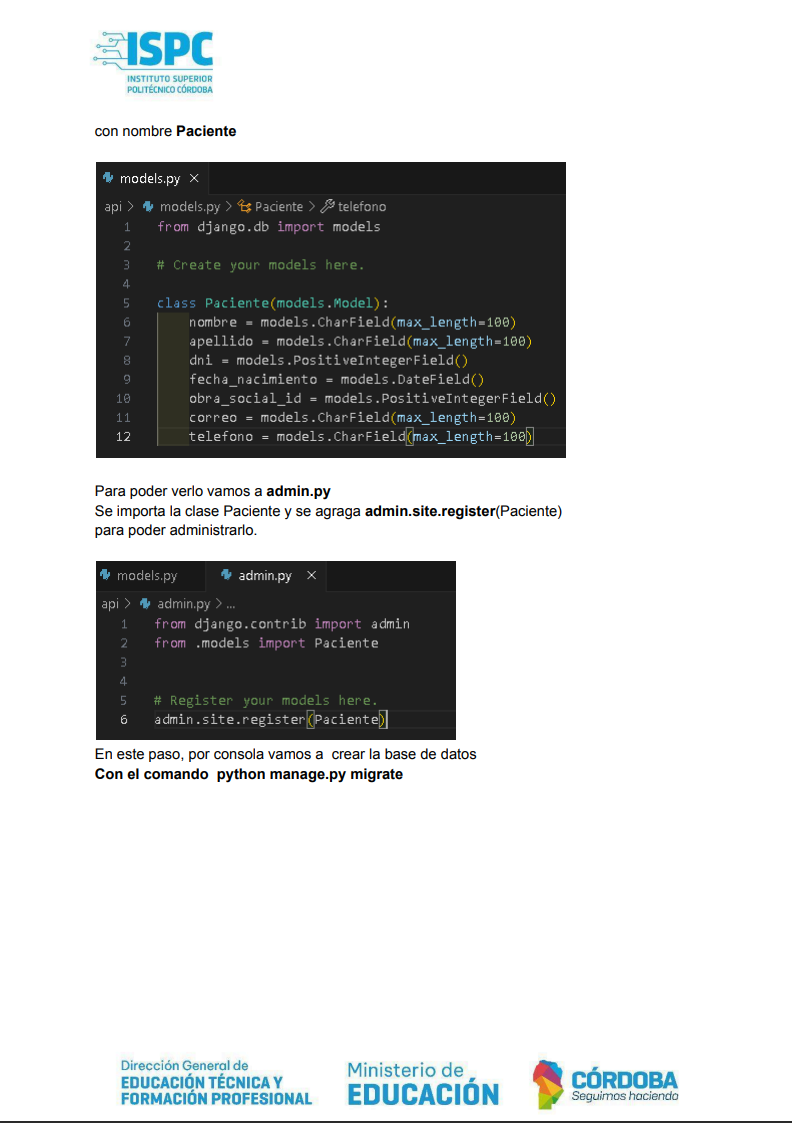 ISPC
INSTITUTO SUPERIOR
POLITÉCNICO CÓRDOBA
con nombre Paciente
models.py ×
api > models.py > Paciente > telefono
1 from django.db import models
2
3 # Create your models here.
4
5 class Paciente(models.Model):
6 nombre = models.CharField(max_length=100)
7 apellido = models.CharField(max_length=100)
8 dni = models.PositiveIntegerField()
9 fecha_nacimiento = models.DateField()
10 obra_social_id = models.PositiveIntegerField()
11 correo = models.CharField(max_length=100)
12 telefono = models.CharField(max_length=100)
Para poder verlo vamos a admin.py
Se importa la clase Paciente y se agraga admin.site.register(Paciente)
para poder administrarlo.
models.py admin.py ×
api > admin.py > ...
1 from django.contrib import admin
2 from .models import Paciente
3
4
5 # Register your models here.
6 admin.site.register(Paciente)
En este paso, por consola vamos a crear la base de datos
Con el comando python manage.py migrate
Dirección General de
EDUCACIÓN TÉCNICA Y
FORMACIÓN PROFESIONAL
Ministerio de
EDUCACIÓN
CÓRDOBA
Seguimos haciendo